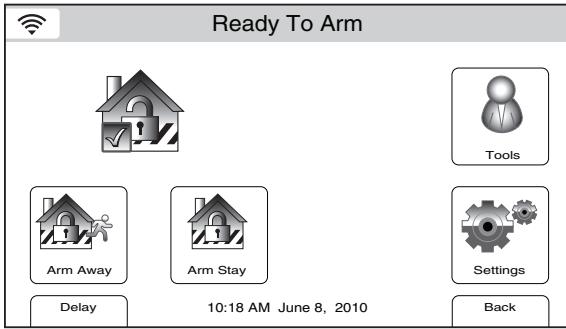 Ready To Arm
Tools
Arm Away
Arm Stay
Settings
Delay
10:18 AM June 8, 2010
Back